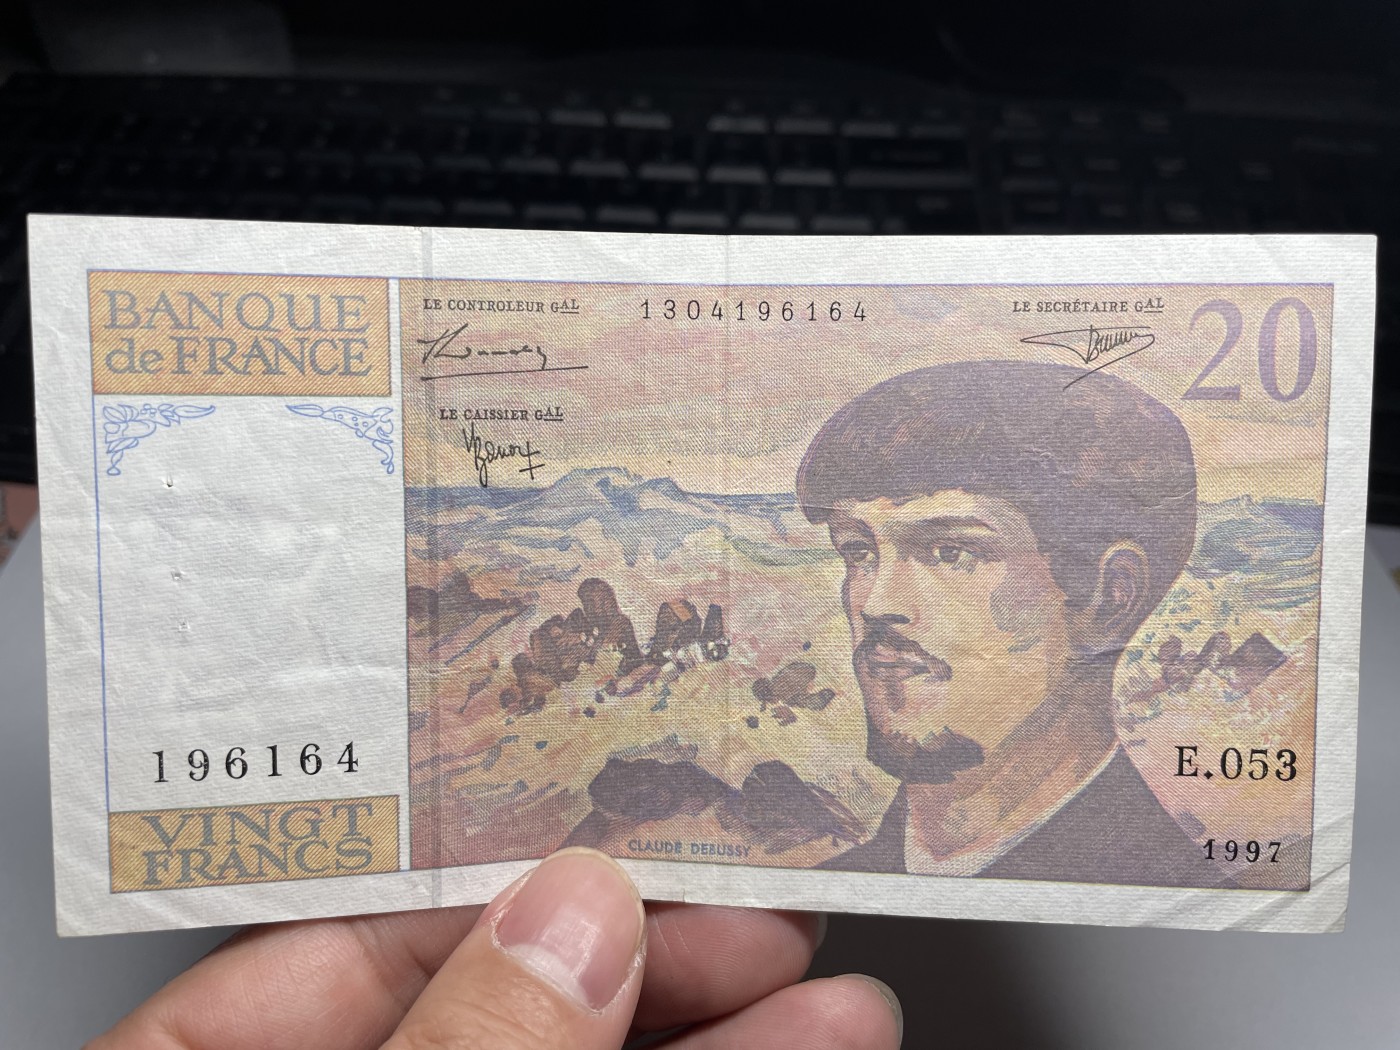 BANQUE
de FRANCE
LE CONTROLEUR GAL
1304196164
LE SECRÉTAIRE GAL
20
LE CAISSIER GAL
196164
E.053
VINGT
FRANCS
CLAUDE DEBUSSY
1997